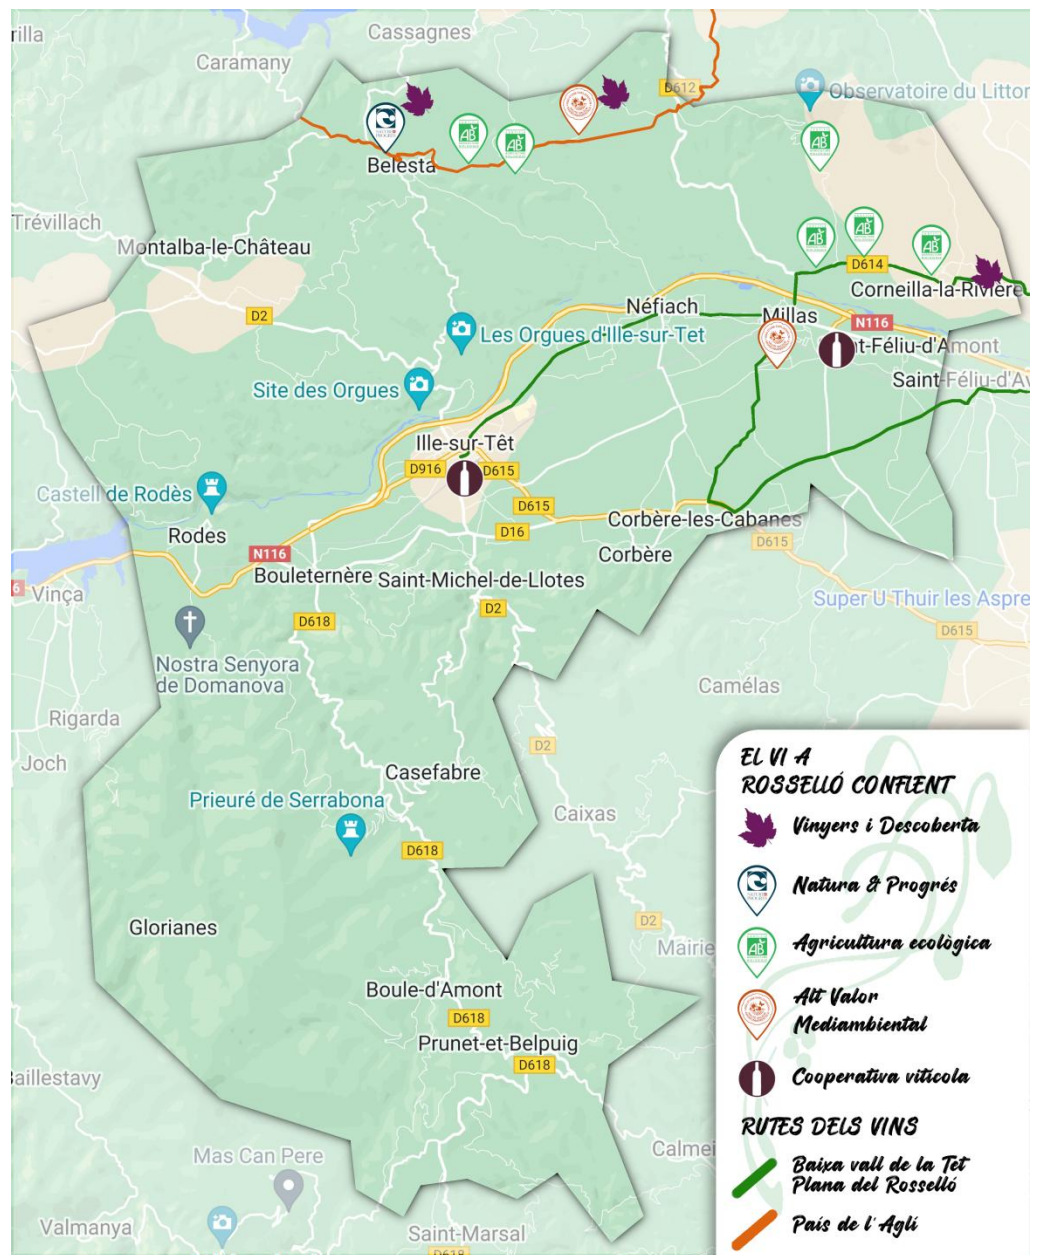 rilla
Cassagnes
Caramany
D612
Observatoire du Littor
Belesta
Trévillach
Montalba-le-Château
D614
Corneilla-la-Rivière
D2
Néfiach
Millas
N116
Les Orgues d'Ille-sur-Tet
nt-Féliu-d'Amont
Saint-Féliu-d'Av
Site des Orgues
Ille-sur-Têt
D916
D615
Castell de Rodès
D615
Corbère-les-Cabanes
Rodes
D16
D615
N116
Corbère
Bouleternère
Saint-Michel-de-Llotes
6
Vinça
D2
Super U Thuir les Aspre
D618
D615
Nostra Senyora
de Domanova
Camélas
Rigarda
D2
Joch
Casefabre
Prieuré de Serrabona
Caixas
D618
Glorianes
D2
Mairie
Boule-d'Amont
D618
Prunet-et-Belpuig
D618
Baillestavy
Mas Can Pere
Calmei
Valmanya
Saint-Marsal
D618
EL VI A
ROSSELLÓ CONFLENT
Vinyers i Descoberta
Natura & Progrés
AB
Agricultura ecològica
Alt Valor
Mediambiental
Cooperativa vitícola
RUTES DELS VINS
Baixa vall de la Tet
Plana del Rosselló
País de l'Aglí